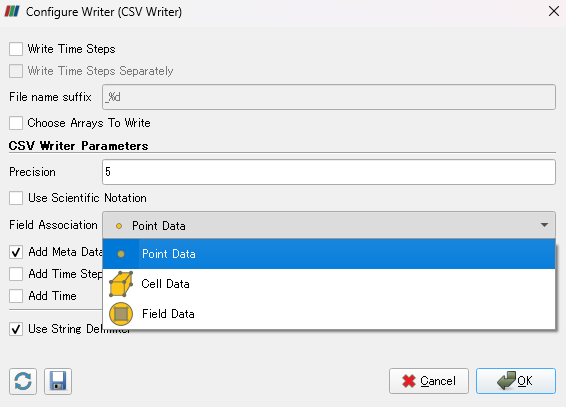 Configure Writer (CSV Writer)
Write Time Steps
Write Time Steps Separately
File name suffix _%d
Choose Arrays To Write
CSV Writer Parameters
Precision 5
Use Scientific Notation
Field Association Point Data
Point Data
Add Meta Data
Cell Data
Add Time Step
Add Time
Field Data
Use String Delimiter
Cancel OK